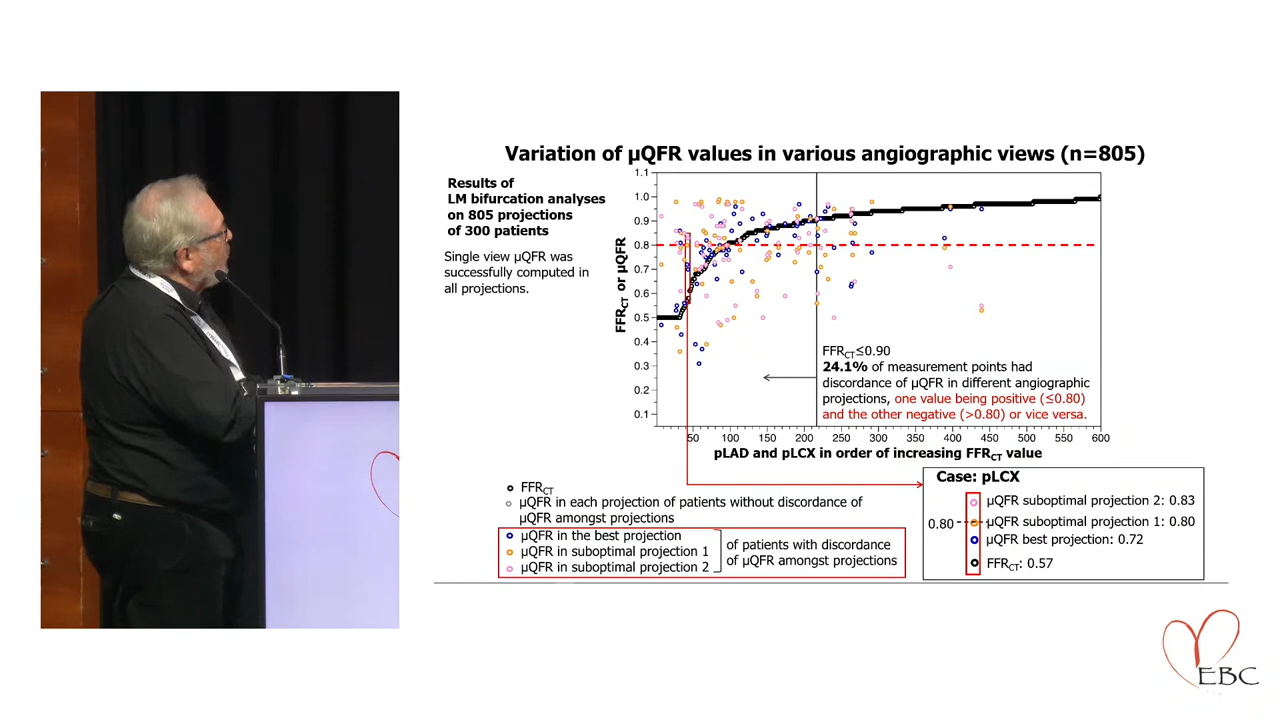 Variation of µQFR values in various angiographic views (n=805)
Results of
LM bifurcation analyses
on 805 projections
of 300 patients
Single view µQFR was
successfully computed in
all projections.
FFRCT or µQFR
1.1
1.0
0.9
0.8
0.7
0.6
0.5
0.4
0.3
0.2
0.1
FFRCT≤0.90
24.1% of measurement points had
discordance of µQFR in different angiographic
projections, one value being positive (≤0.80)
and the other negative (>0.80) or vice versa.
50 100 150 200 250 300 350 400 450 500 550 600
pLAD and pLCX in order of increasing FFRCT value
FFRCT
µQFR in each projection of patients without discordance of
µQFR amongst projections
µQFR in the best projection
µQFR in suboptimal projection 1
µQFR in suboptimal projection 2
of patients with discordance
of µQFR amongst projections
Case: pLCX
µQFR suboptimal projection 2: 0.83
0.80
µQFR suboptimal projection 1: 0.80
µQFR best projection: 0.72
FFRCT: 0.57
EBC